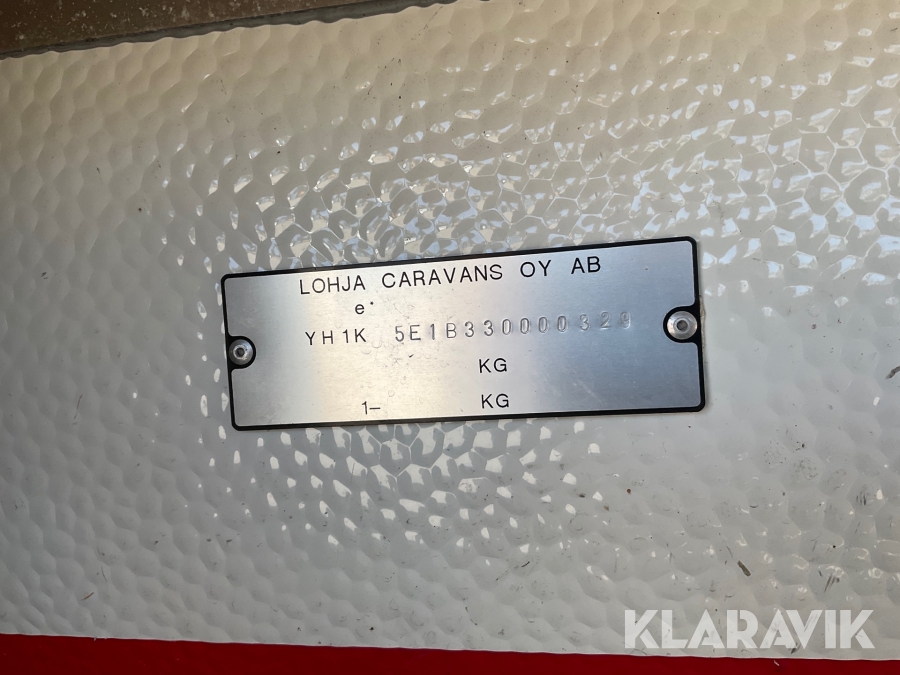 LOHJA CARAVANS OY AB
e*
YH1K 5E1B330000329
KG
1– KG
KLARAVIK